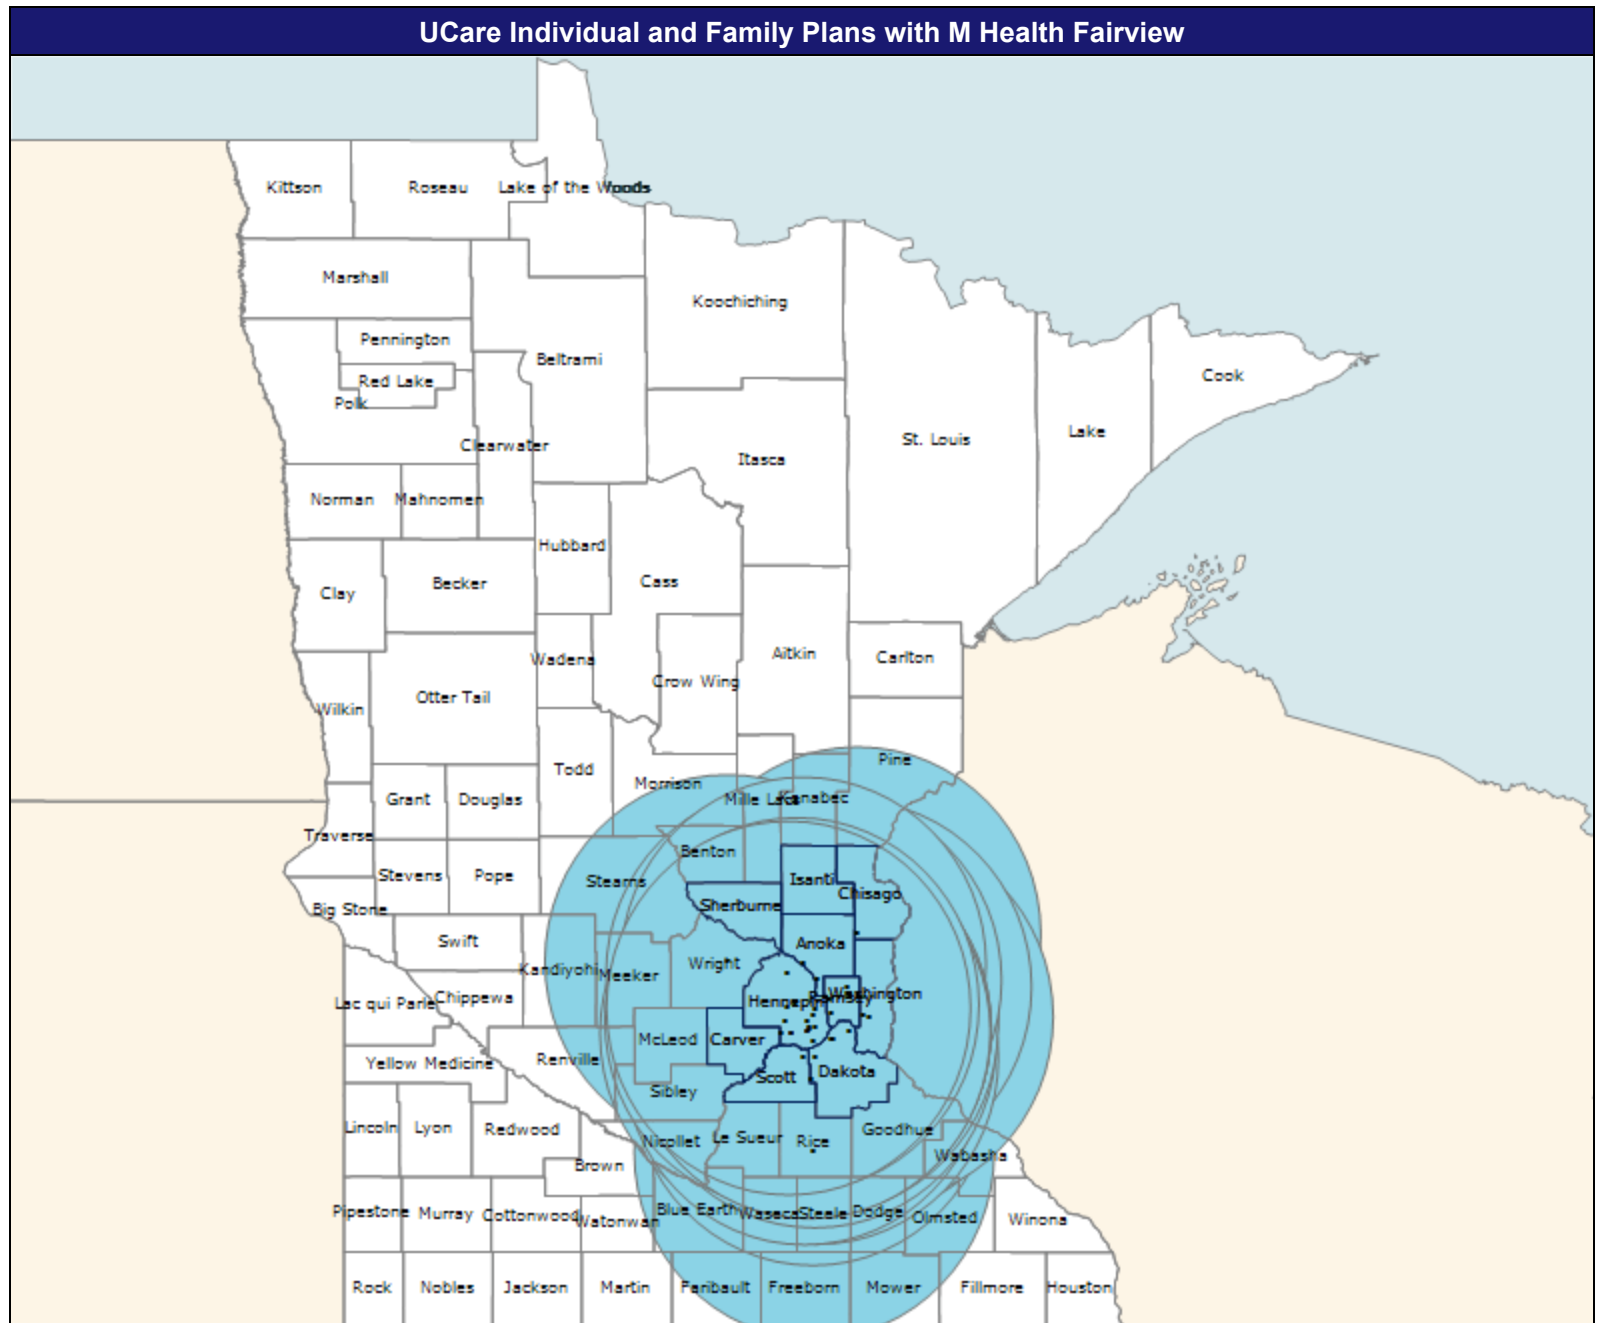 UCare Individual and Family Plans with M Health Fairview
Kittson
Roseau
Lake of the Woods
Marshall
Koochiching
Pennington
Beltrami
Red Lake
Cook
Polk
Lake
St. Louis
Clearwater
Itasca
Norman
Mahnomen
Hubbard
Cass
Becker
Clay
Aitkin
Carlton
Wadena
Crow Wing
Otter Tail
Wilkin
Pine
Todd
Morrison
Grant
Douglas
Mille Lacs
Kanabec
Traverse
Benton
Stevens
Pope
Stearns
Isanti
Chisago
Big Stone
Sherburne
Swift
Anoka
Wright
Kandiyohi
Meeker
Washington
Chippewa
Lac qui Parle
Hennepin
Ramsey
McLeod
Carver
Renville
Yellow Medicine
Dakota
Scott
Sibley
Lincoln
Lyon
Redwood
Goodhue
Nicollet
Le Sueur
Rice
Wabasha
Brown
Pipestone
Murray
Cottonwood
Watonwan
Blue Earth
Waseca
Steele
Dodge
Olmsted
Winona
Rock
Nobles
Jackson
Martin
Faribault
Freeborn
Mower
Fillmore
Houston